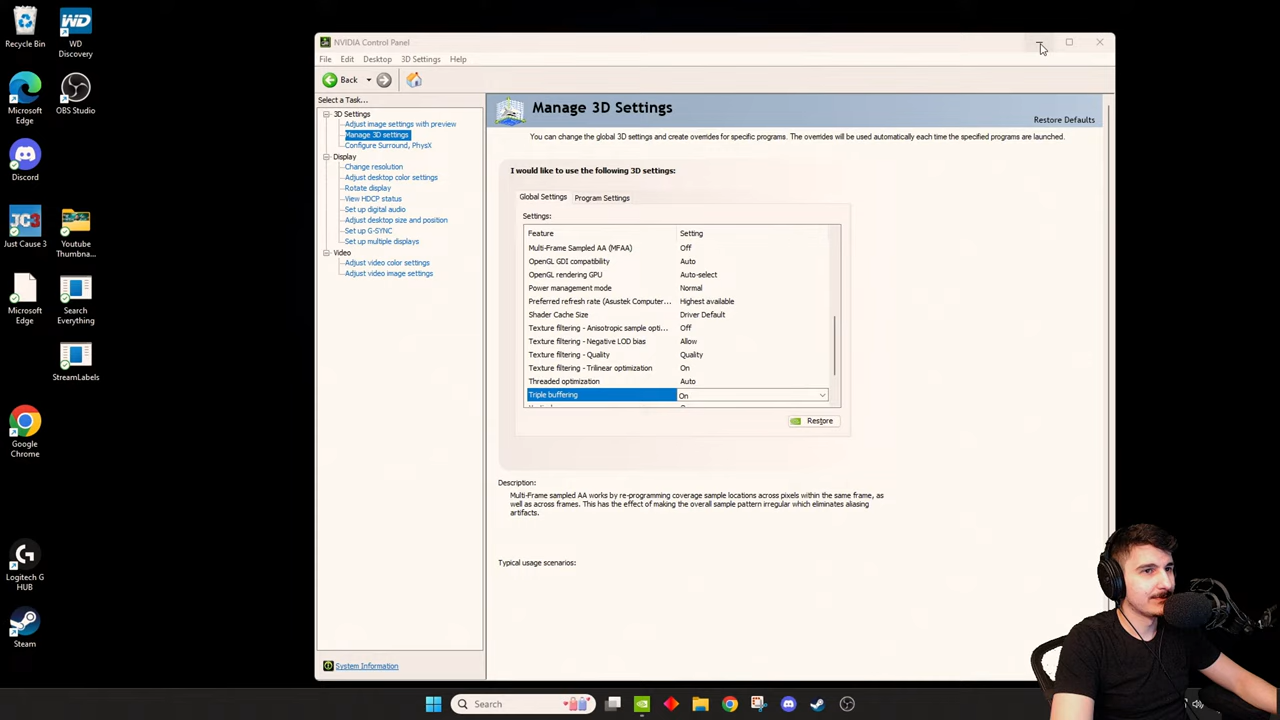 Recycle Bin
WD
Discovery
Microsoft
Edge
OBS Studio
Discord
JC3
Just Cause 3
Youtube
Thumbna...
Microsoft
Edge
Search
Everything
StreamLabels
Google
Chrome
Logitech G
HUB
Steam
NVIDIA Control Panel
File Edit Desktop 3D Settings Help
Back
Select a Task...
3D Settings
Adjust image settings with preview
Manage 3D settings
Configure Surround, PhysX
Display
Change resolution
Adjust desktop color settings
Rotate display
View HDCP status
Set up digital audio
Adjust desktop size and position
Set up G-SYNC
Set up multiple displays
Video
Adjust video color settings
Adjust video image settings
System Information
Manage 3D Settings
Restore Defaults
You can change the global 3D settings and create overrides for specific programs. The overrides will be used automatically each time the specified programs are launched.
I would like to use the following 3D settings:
Global Settings Program Settings
Settings:
Feature Setting
Multi-Frame Sampled AA (MFAA) Off
OpenGL GDI compatibility Auto
OpenGL rendering GPU Auto-select
Power management mode Normal
Preferred refresh rate (Asustek Computer... Highest available
Shader Cache Size Driver Default
Texture filtering - Anisotropic sample opti... Off
Texture filtering - Negative LOD bias Allow
Texture filtering - Quality Quality
Texture filtering - Trilinear optimization On
Threaded optimization Auto
Triple buffering On
Restore
Description:
Multi-Frame sampled AA works by re-programming coverage sample locations across pixels within the same frame, as
well as across frames. This has the effect of making the overall sample pattern irregular which eliminates aliasing
artifacts.
Typical usage scenarios:
Search